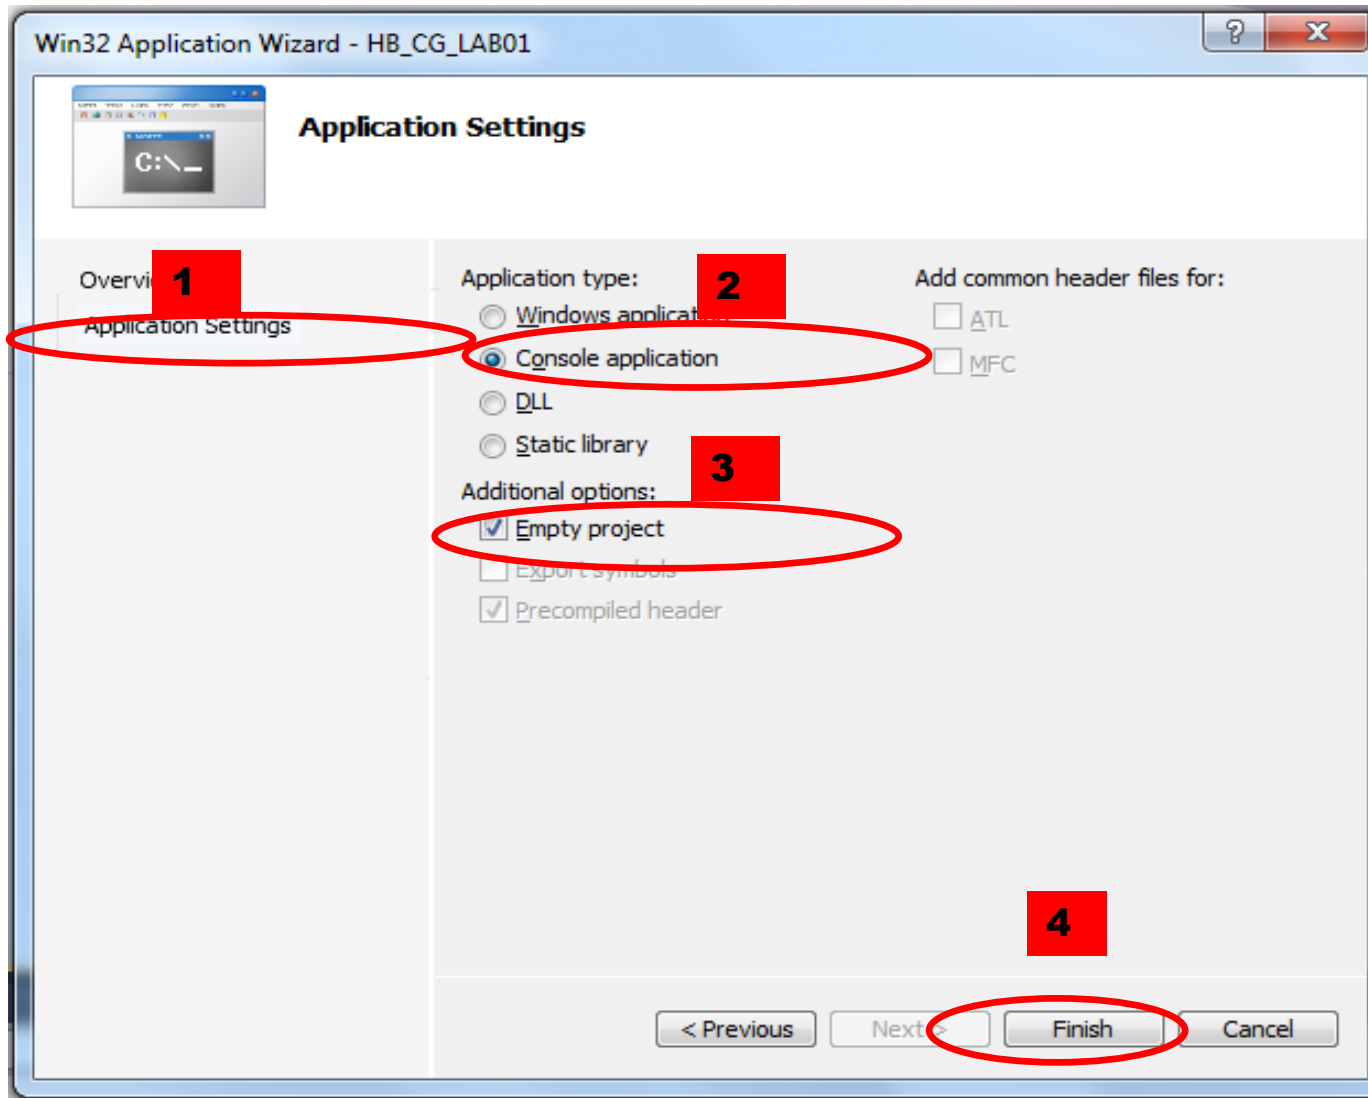 Win32 Application Wizard - HB_CG_LAB01
C:\_
Application Settings
1
Application Settings
Application type:
2
Windows
Console application
DLL
Static library
3
Additional options:
Empty project
Export symbols
Precompiled header
Add common header files for:
ATL
MFC
4
< Previous
Next >
Finish
Cancel